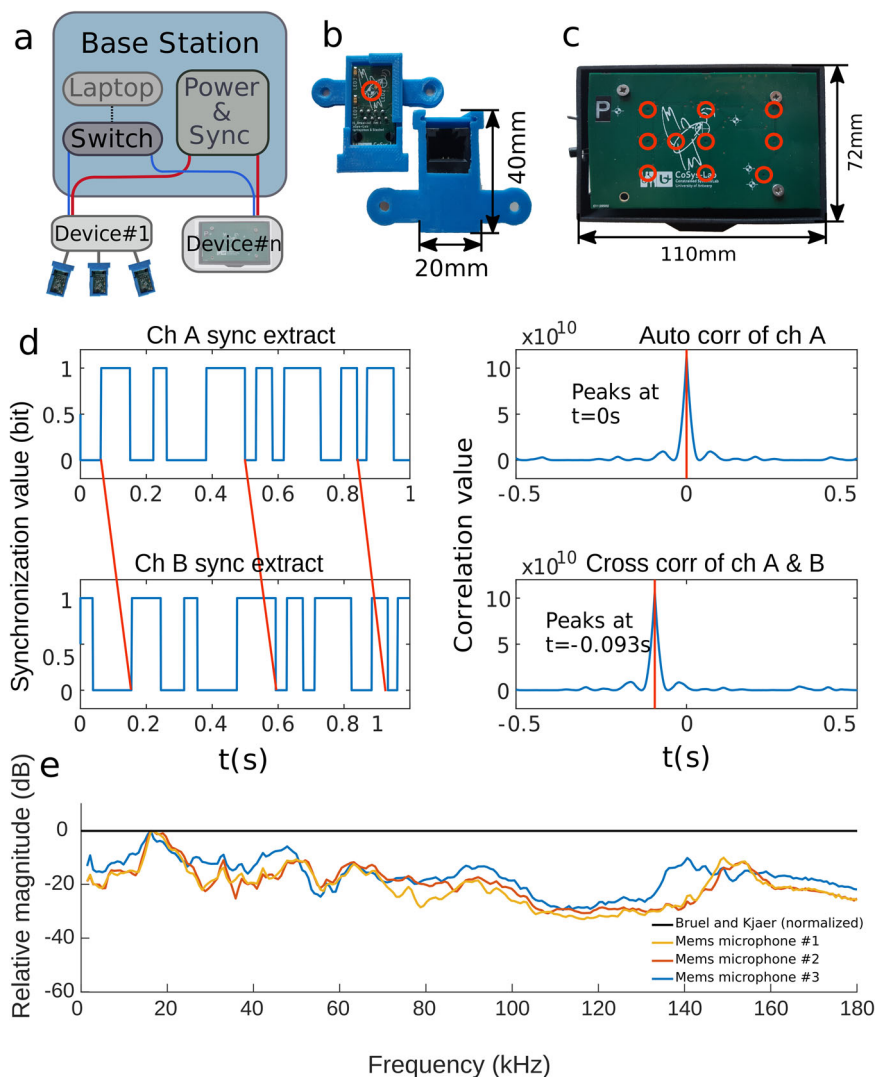 a
Base Station
Laptop
Switch
Power
&
Sync
Device#1
Device#n
b
40mm
20mm
c
P
CoSys-Lab
University of Antwerp
72mm
110mm
d
Ch A sync extract
1
0.5
0
0 0.2 0.4 0.6 0.8 1
Ch B sync extract
1
0.5
0
0 0.2 0.4 0.6 0.8 1
Synchronization value (bit)
t(s)
x10^10
Auto corr of ch A
10
5
0
Peaks at
t=0s
-0.5 0 0.5
x10^10
Cross corr of ch A & B
10
5
0
Peaks at
t=-0.093s
-0.5 0 0.5
Correlation value
t(s)
e
Relative magnitude (dB)
0
-20
-40
-60
0 20 40 60 80 100 120 140 160 180
Bruel and Kjaer (normalized)
Mems microphone #1
Mems microphone #2
Mems microphone #3
Frequency (kHz)